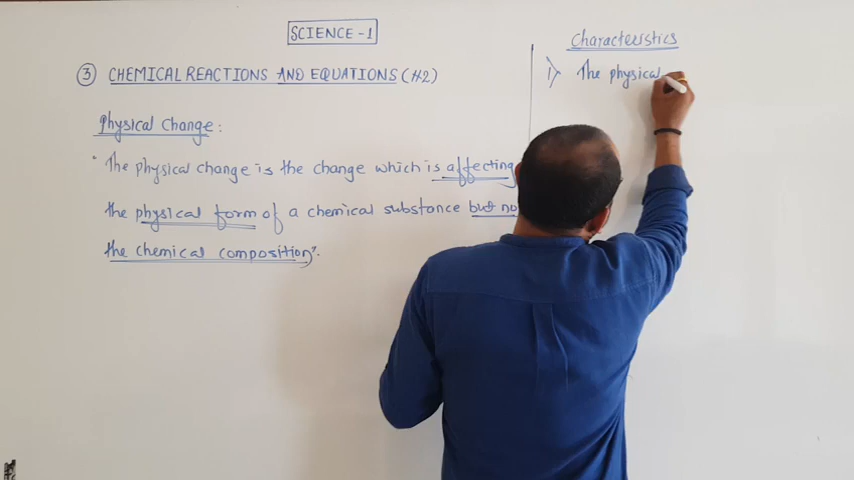 SCIENCE-1
③ CHEMICAL REACTIONS AND EQUATIONS (#2)
Physical Change:
"The physical change is the change which is affecting
the physical form of a chemical substance but no
the chemical composition".
Characteristics
1) The physical